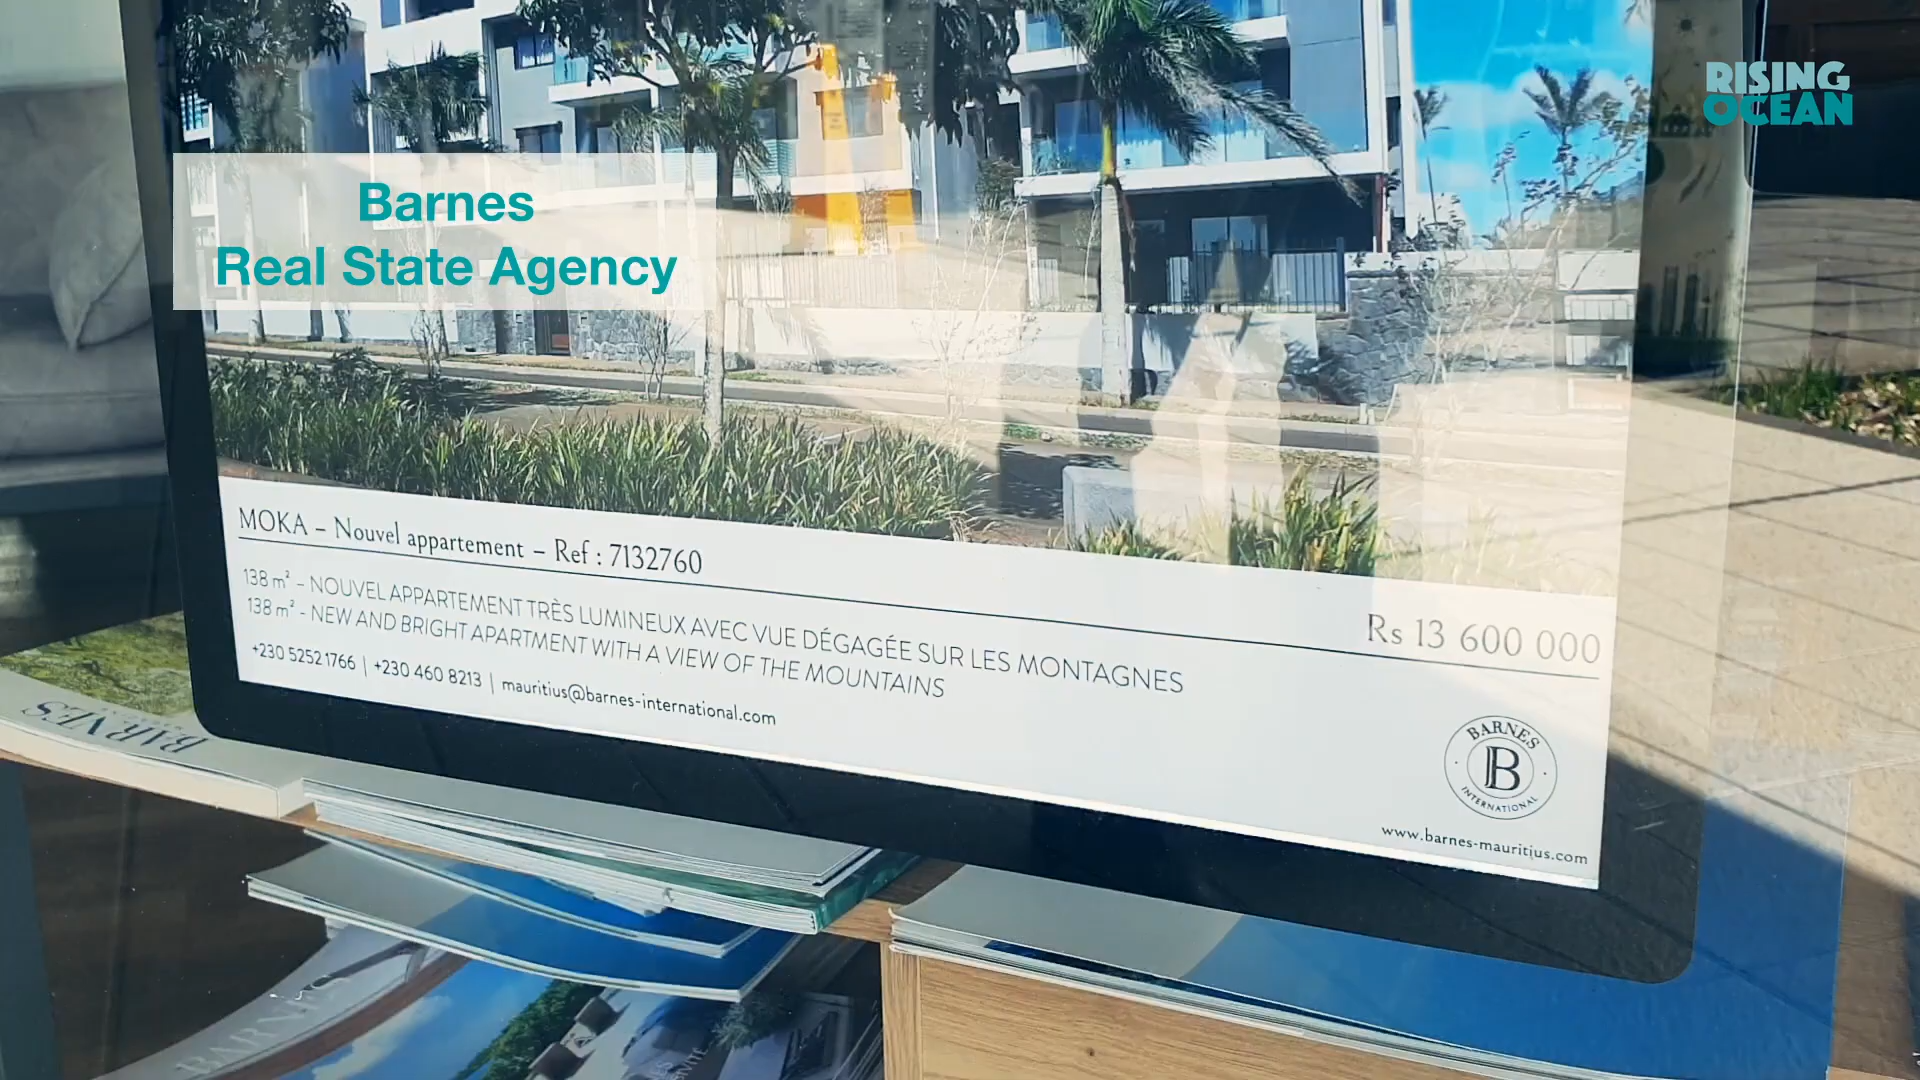 RISING
OCEAN
Barnes
Real State Agency
MOKA – Nouvel appartement – Ref : 7132760
Rs 13 600 000
138 m² – NOUVEL APPARTEMENT TRÈS LUMINEUX AVEC VUE DÉGAGÉE SUR LES MONTAGNES
138 m² - NEW AND BRIGHT APARTMENT WITH A VIEW OF THE MOUNTAINS
+230 5252 1766 | +230 460 8213 | mauritius@barnes-international.com
BARNES
B
INTERNATIONAL
www.barnes-mauritius.com
BARNES
BARNES